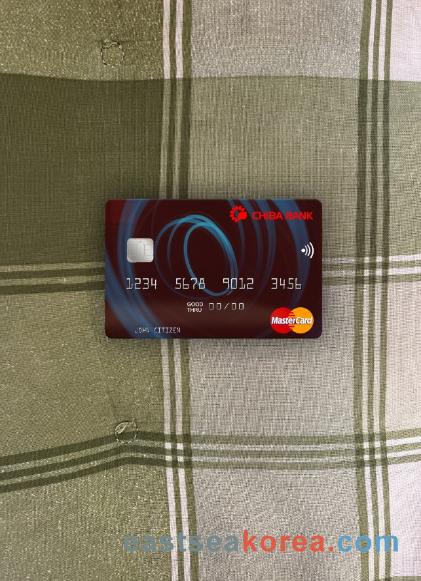 CHIBA BANK
1234 5678 9012 3456
GOOD
THRU 00/00
MasterCard
JOHN CITIZEN
eastseakorea.com